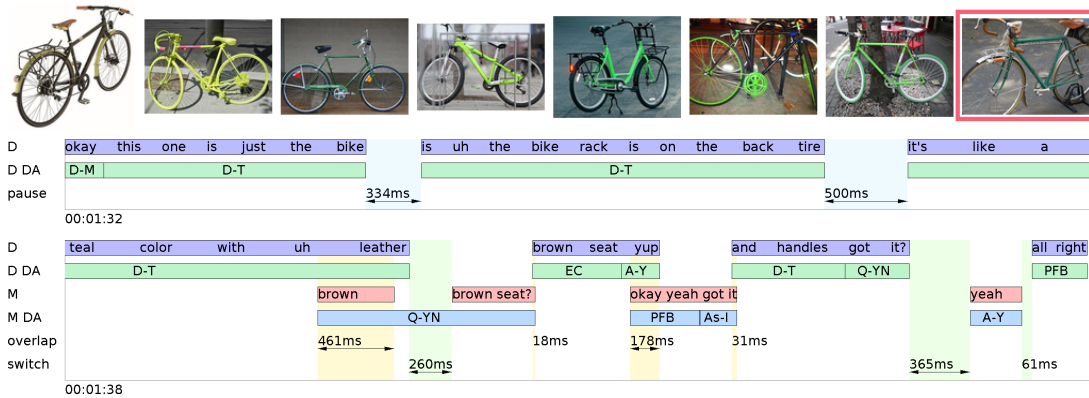 D okay this one is just the bike is uh the bike rack is on the back tire it's like a
D DA D-M D-T D-T
pause 334ms 500ms
00:01:32
D teal color with uh leather brown seat yup and handles got it? all right
D DA D-T EC A-Y D-T Q-YN PFB
M brown brown seat? okay yeah got it yeah
M DA Q-YN PFB As-I A-Y
overlap 461ms 18ms 178ms 31ms
switch 260ms 365ms 61ms
00:01:38